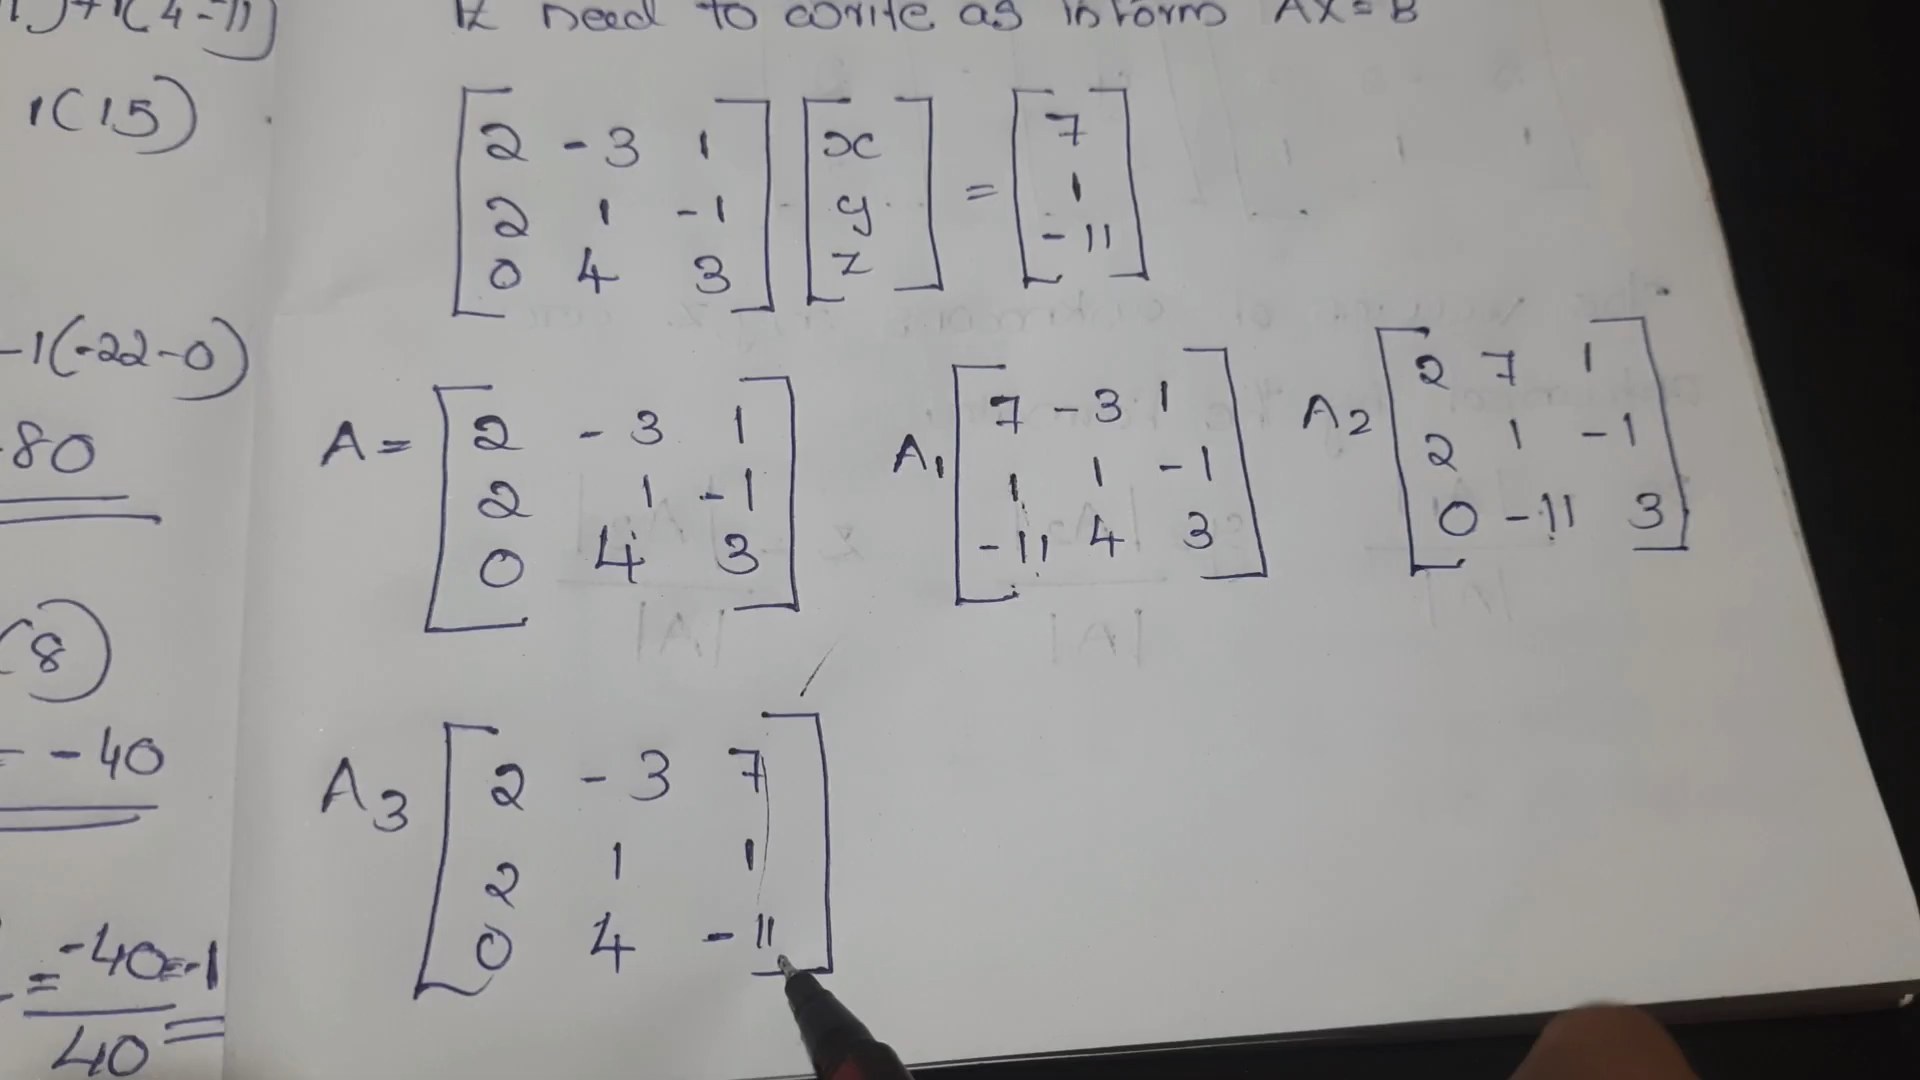 It need to write as in form AX = B
1(15)
[2 -3 1] [x] = [7]
[2 1 -1] [y] [1]
[0 4 3] [z] [-11]
-1(-22-0)
80
A = [2 -3 1] A1 [7 -3 1] A2 [2 7 1]
[2 1 -1] [1 1 -1] [2 1 -1]
[0 4 3] [-11 4 3] [0 -11 3]
(8)
= -40
A3 [2 -3 7]
[2 1 1]
[0 4 -11]
= -40 = -1
40